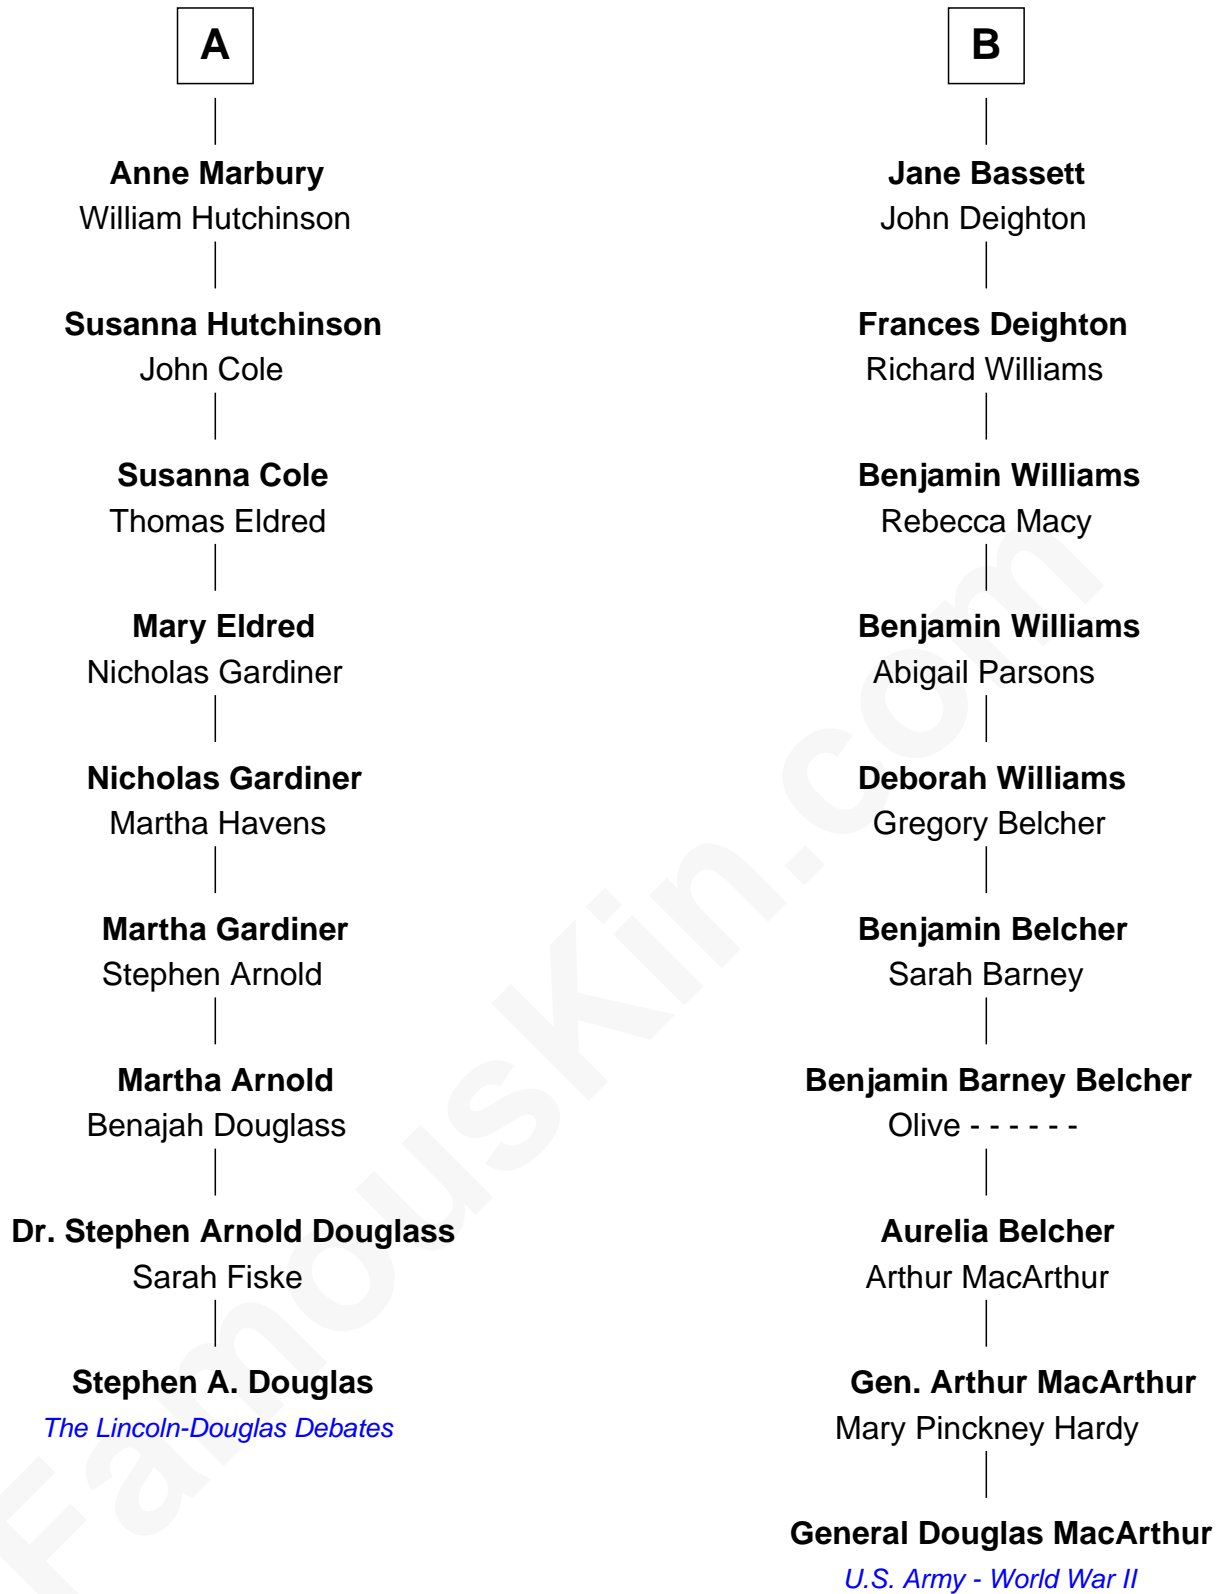 A
Anne Marbury
William Hutchinson
Susanna Hutchinson
John Cole
Susanna Cole
Thomas Eldred
Mary Eldred
Nicholas Gardiner
Nicholas Gardiner
Martha Havens
Martha Gardiner
Stephen Arnold
Martha Arnold
Benajah Douglass
Dr. Stephen Arnold Douglass
Sarah Fiske
Stephen A. Douglas
The Lincoln-Douglas Debates
B
Jane Bassett
John Deighton
Frances Deighton
Richard Williams
Benjamin Williams
Rebecca Macy
Benjamin Williams
Abigail Parsons
Deborah Williams
Gregory Belcher
Benjamin Belcher
Sarah Barney
Benjamin Barney Belcher
Olive - - - - - -
Aurelia Belcher
Arthur MacArthur
Gen. Arthur MacArthur
Mary Pinckney Hardy
General Douglas MacArthur
U.S. Army - World War II
FamousKin.com